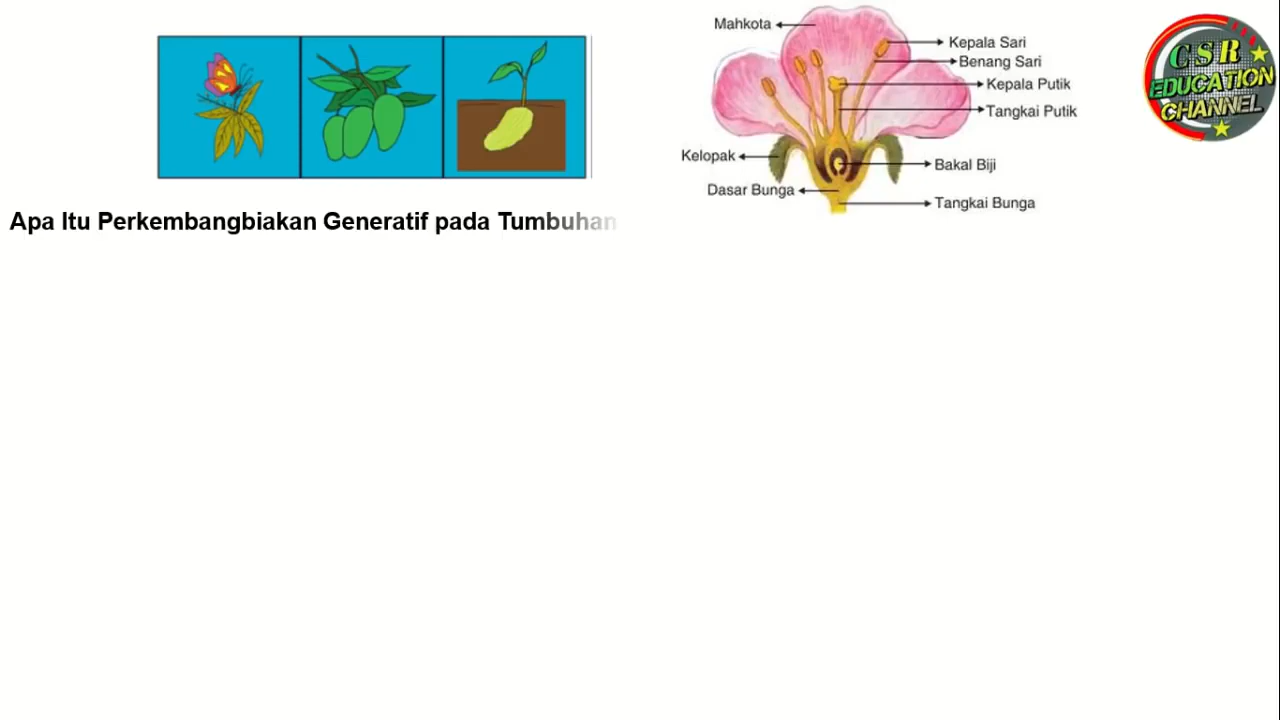 Mahkota
Kepala Sari
Benang Sari
Kepala Putik
Tangkai Putik
Kelopak
Bakal Biji
Dasar Bunga
Tangkai Bunga
CSR
EDUCATION
CHANNEL
Apa Itu Perkembangbiakan Generatif pada Tumbuhan